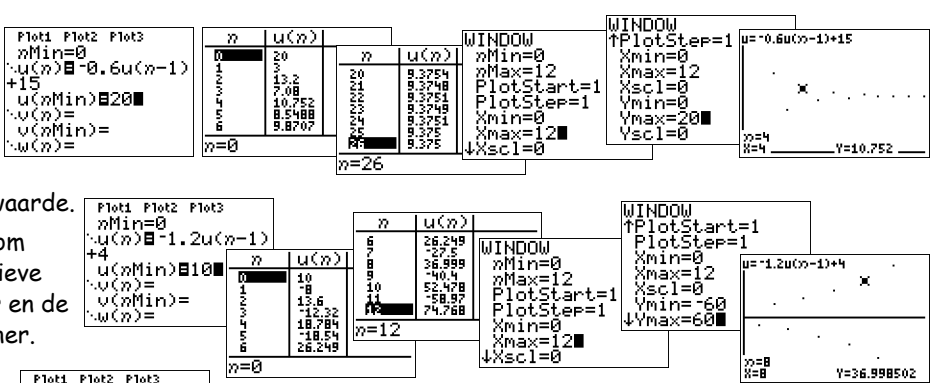 Plot1 Plot2 Plot3
nMin=0
u(n)=-0.6u(n-1)
+15
u(nMin)=20
v(n)=
v(nMin)=
w(n)=
n u(n)
0 20
1 3
2 13.2
3 7.08
4 10.752
5 8.5488
6 9.8707
n=0
n u(n)
20 9.3754
21 9.3748
22 9.3751
23 9.3749
24 9.3751
25 9.375
26 9.375
n=26
WINDOW
nMin=0
nMax=12
PlotStart=1
PlotStep=1
Xmin=0
Xmax=12
↓Xscl=0
WINDOW
↑PlotStep=1
Xmin=0
Xmax=12
Xscl=0
Ymin=0
Ymax=20
Yscl=0
u=-0.6u(n-1)+15
n=4
X=4 Y=10.752
waarde.
om
ieve
r en de
ner.
Plot1 Plot2 Plot3
nMin=0
u(n)=-1.2u(n-1)
+4
u(nMin)=10
v(n)=
v(nMin)=
w(n)=
n u(n)
0 10
1 -8
2 13.6
3 -12.32
4 18.784
5 -18.54
6 26.249
n=0
n u(n)
6 26.249
7 -27.5
8 36.999
9 -40.4
10 52.478
11 -58.97
12 74.768
n=12
WINDOW
nMin=0
nMax=12
PlotStart=1
PlotStep=1
Xmin=0
Xmax=12
↓Xscl=0
WINDOW
↑PlotStart=1
PlotStep=1
Xmin=0
Xmax=12
Xscl=0
Ymin=-60
↓Ymax=60
u=-1.2u(n-1)+4
n=8
X=8 Y=36.998502
Plot1 Plot2 Plot3